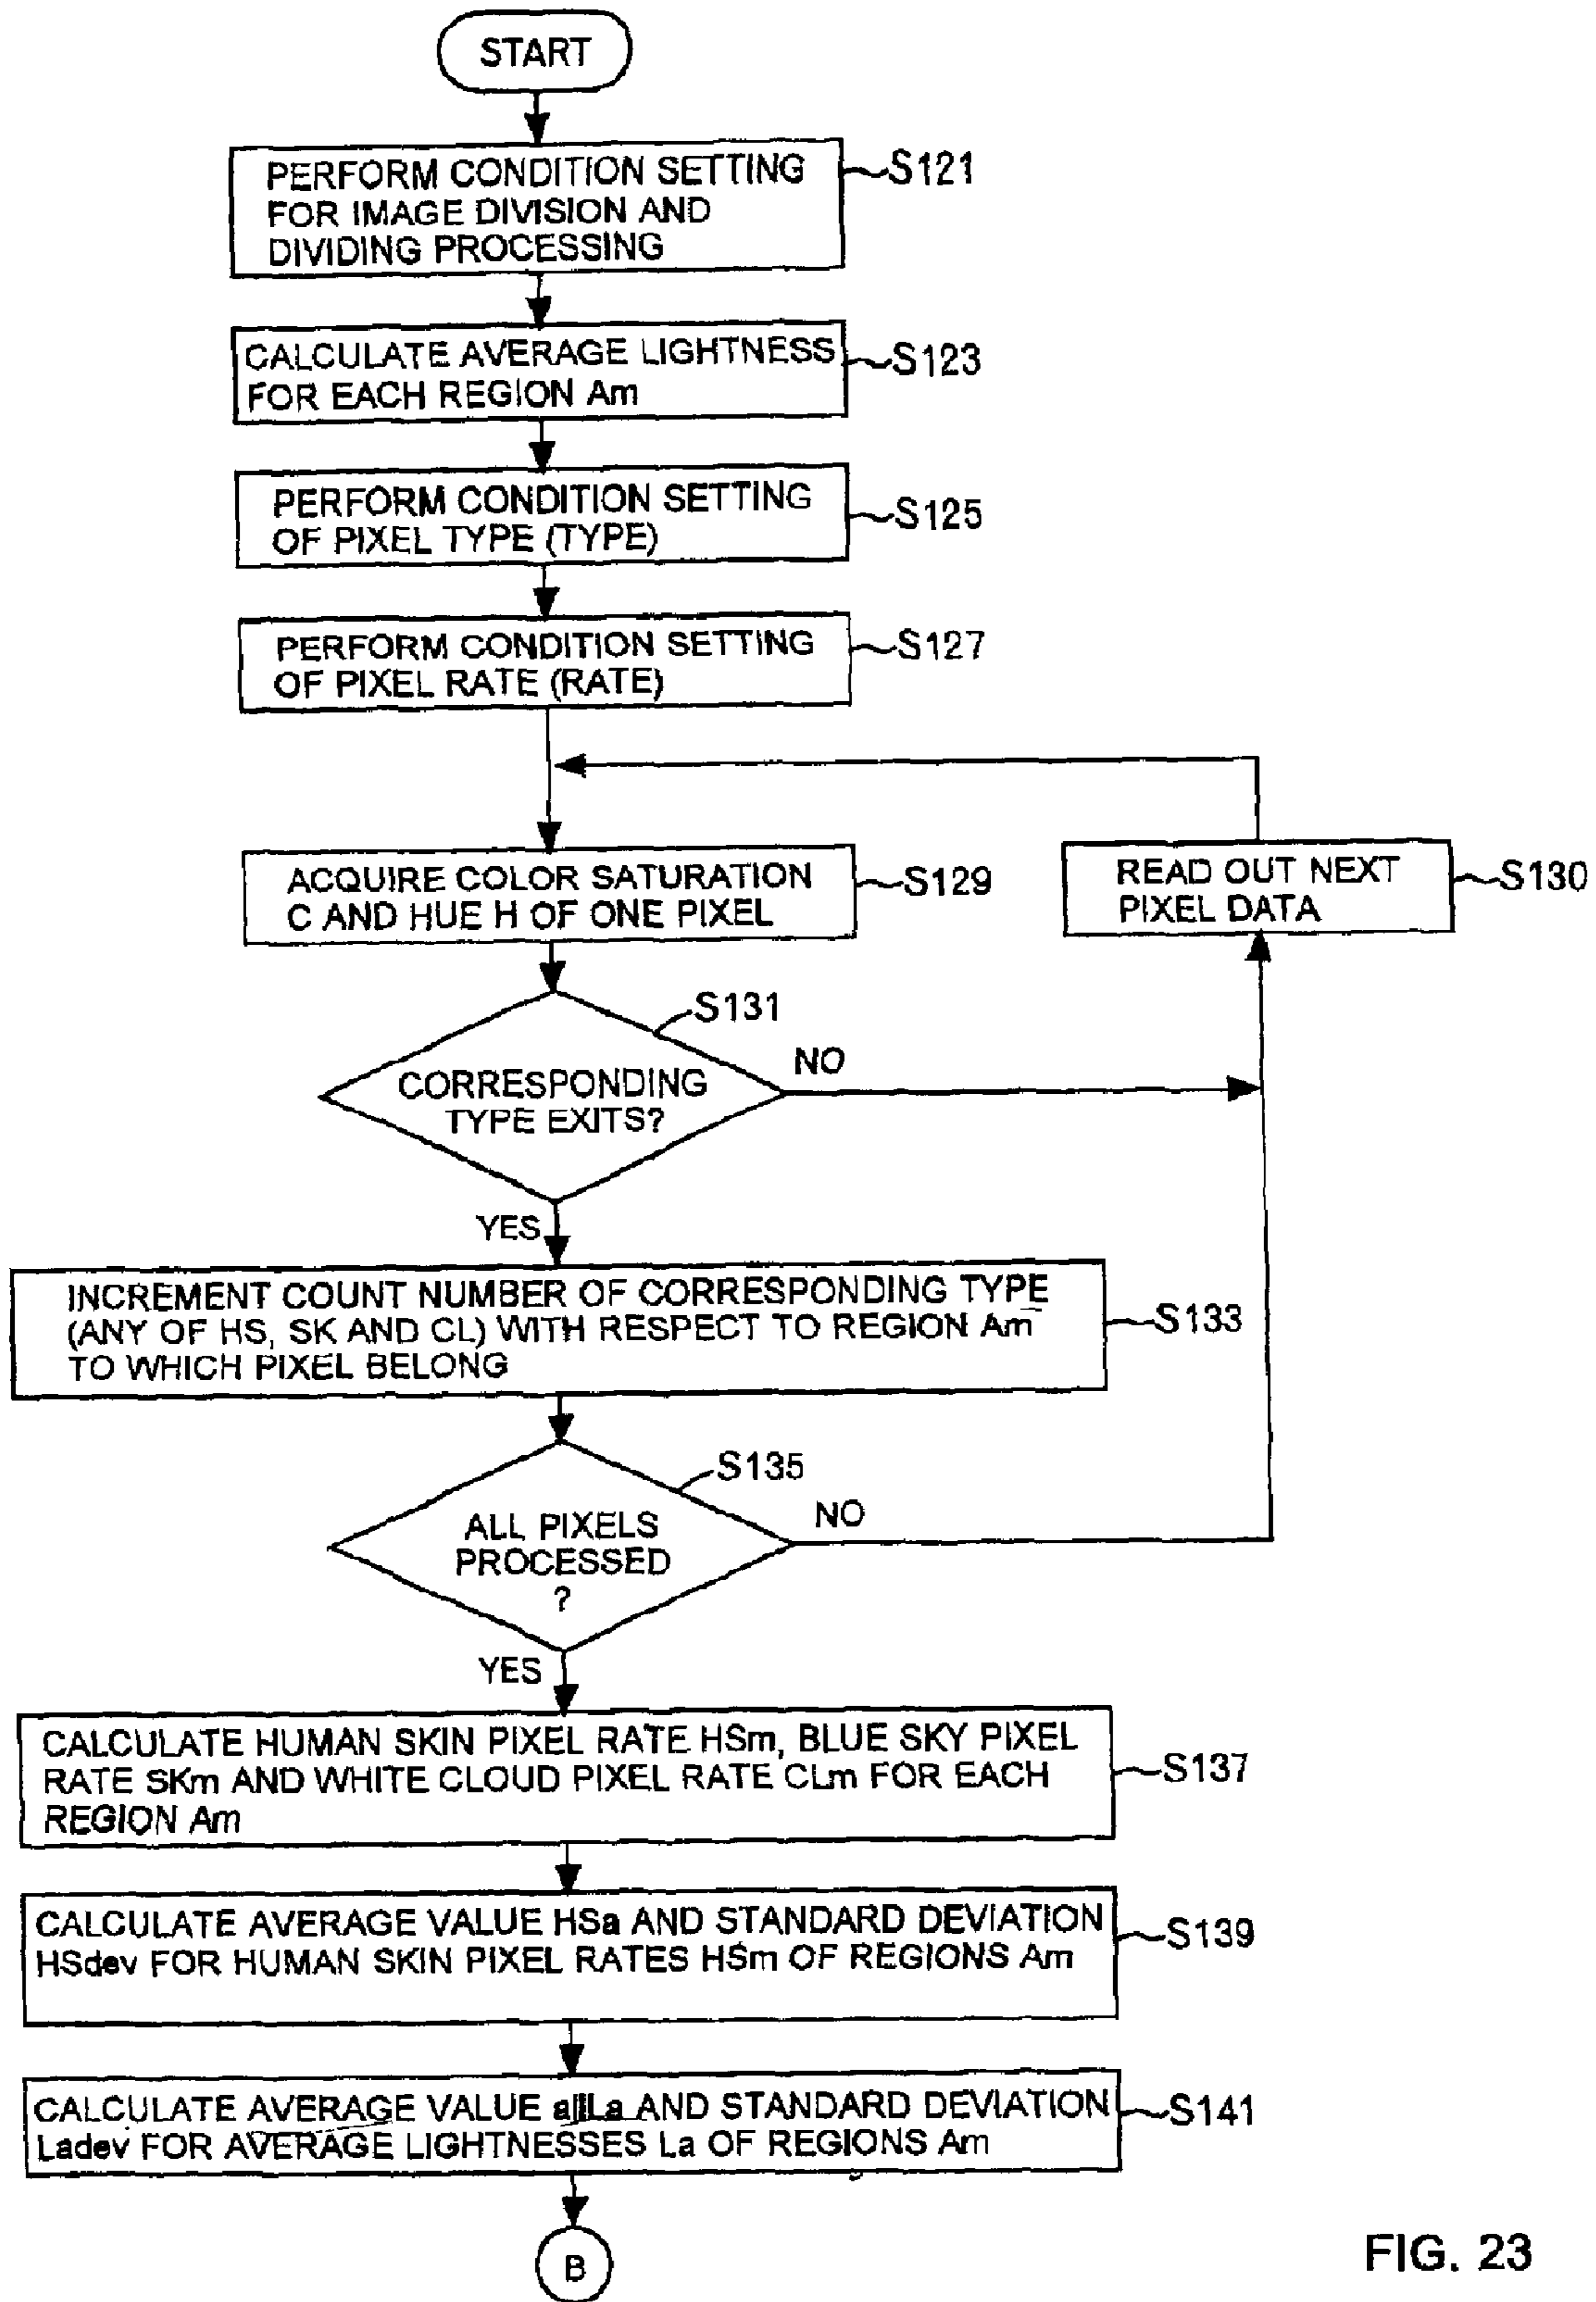 START
PERFORM CONDITION SETTING
FOR IMAGE DIVISION AND
DIVIDING PROCESSING
S121
CALCULATE AVERAGE LIGHTNESS
FOR EACH REGION Am
S123
PERFORM CONDITION SETTING
OF PIXEL TYPE (TYPE)
S125
PERFORM CONDITION SETTING
OF PIXEL RATE (RATE)
S127
ACQUIRE COLOR SATURATION
C AND HUE H OF ONE PIXEL
S129
READ OUT NEXT
PIXEL DATA
S130
S131
CORRESPONDING
TYPE EXITS?
NO
YES
INCREMENT COUNT NUMBER OF CORRESPONDING TYPE
(ANY OF HS, SK AND CL) WITH RESPECT TO REGION Am
TO WHICH PIXEL BELONG
S133
S135
ALL PIXELS
PROCESSED
?
NO
YES
CALCULATE HUMAN SKIN PIXEL RATE HSm, BLUE SKY PIXEL
RATE SKm AND WHITE CLOUD PIXEL RATE CLm FOR EACH
REGION Am
S137
CALCULATE AVERAGE VALUE HSa AND STANDARD DEVIATION
HSdev FOR HUMAN SKIN PIXEL RATES HSm OF REGIONS Am
S139
CALCULATE AVERAGE VALUE allLa AND STANDARD DEVIATION
Ladev FOR AVERAGE LIGHTNESSES La OF REGIONS Am
S141
B
FIG. 23